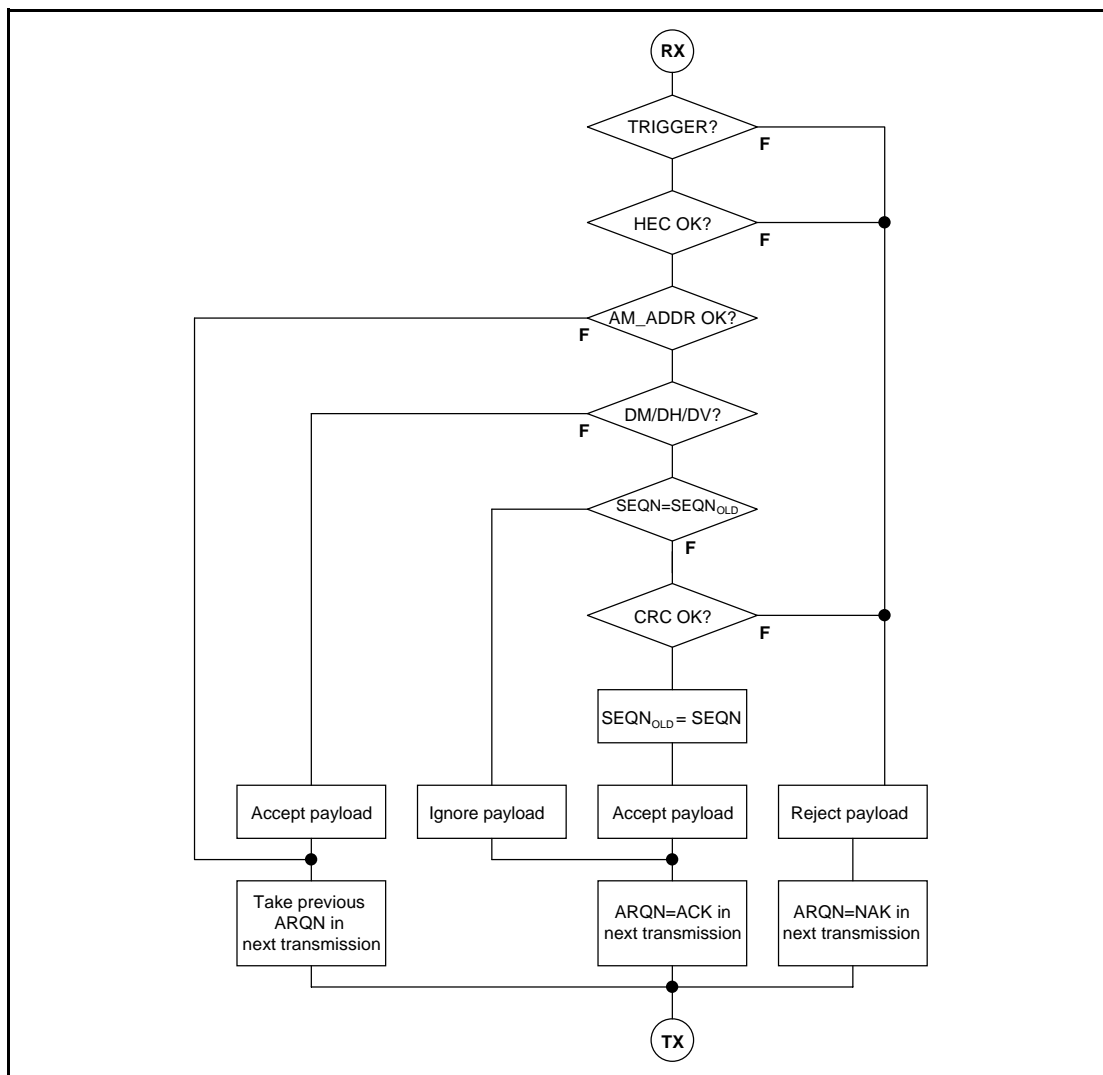 RX
TRIGGER?
F
HEC OK?
F
AM_ADDR OK?
F
DM/DH/DV?
F
SEQN=SEQN_OLD
F
CRC OK?
F
SEQN_OLD = SEQN
Accept payload
Ignore payload
Accept payload
Reject payload
Take previous
ARQN in
next transmission
ARQN=ACK in
next transmission
ARQN=NAK in
next transmission
TX